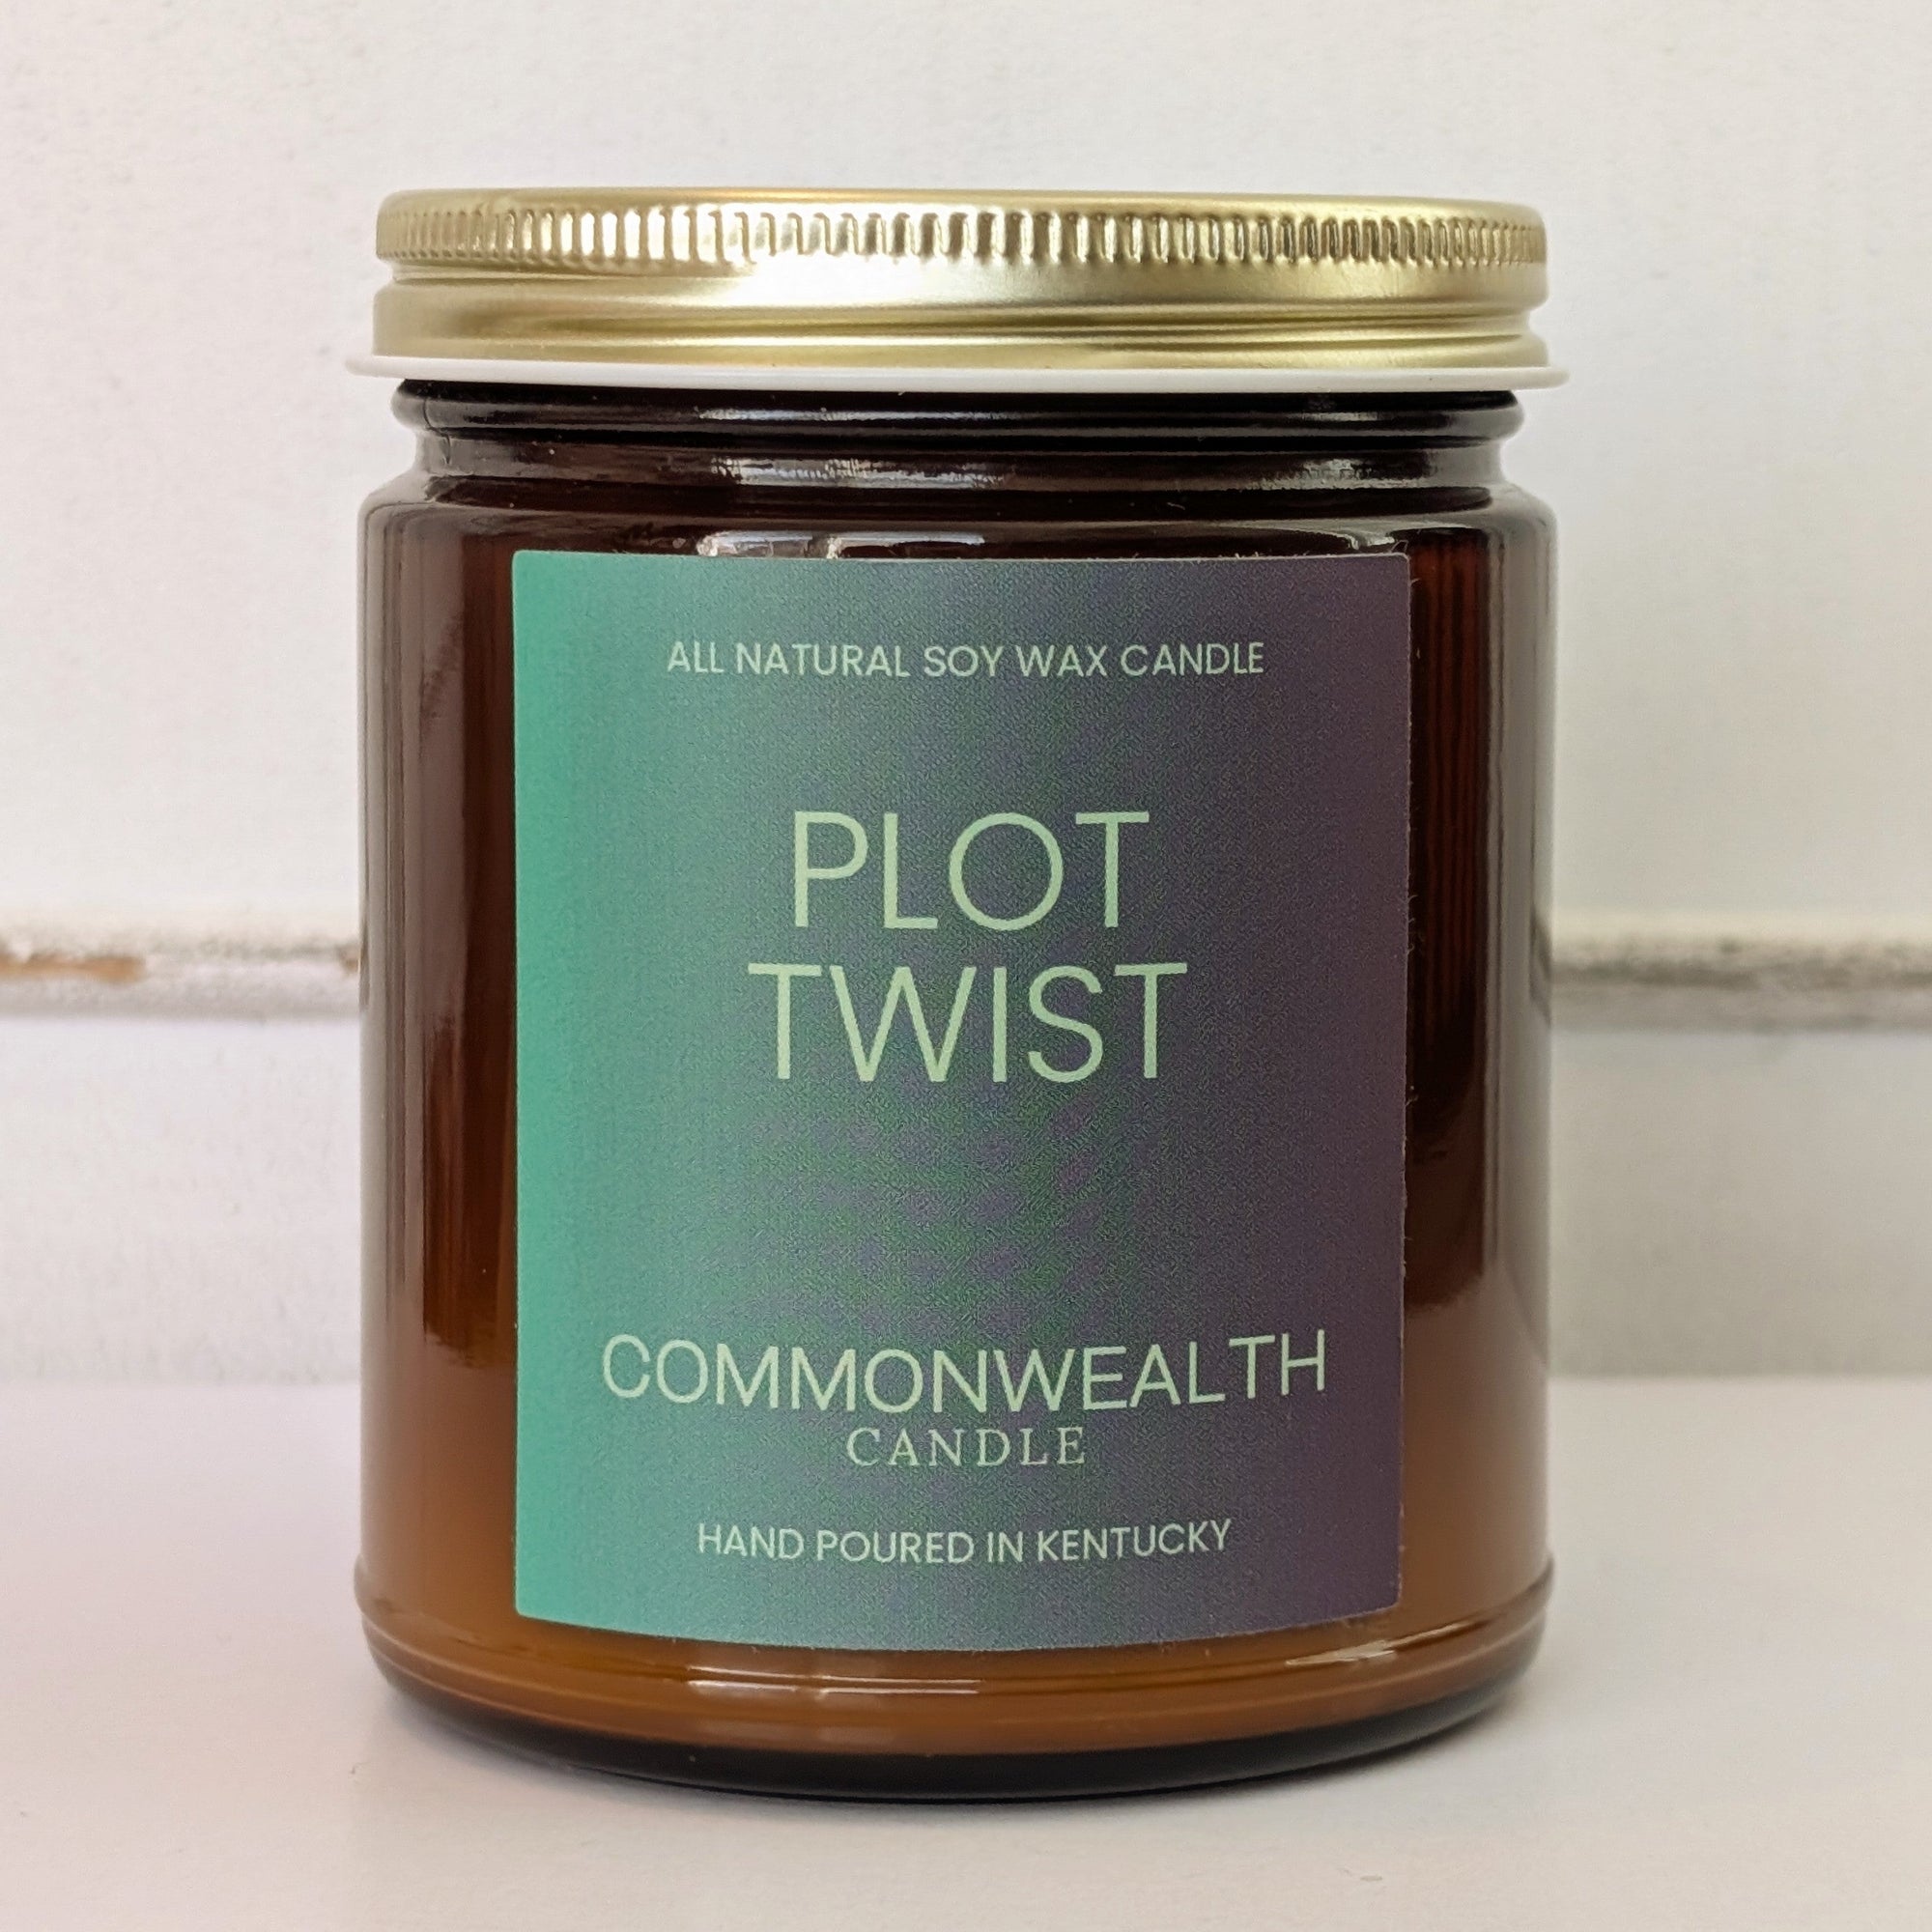 ALL NATURAL SOY WAX CANDLE
PLOT
TWIST
COMMONWEALTH
CANDLE
HAND POURED IN KENTUCKY